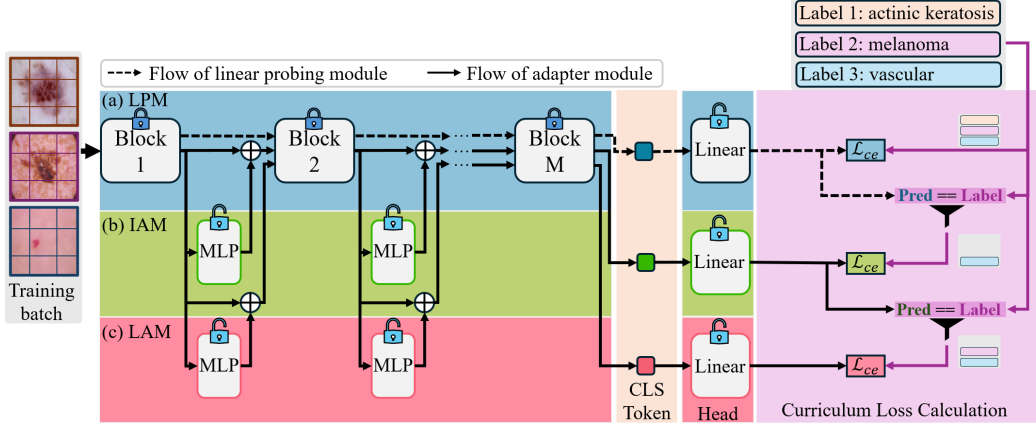 Label 1: actinic keratosis
Label 2: melanoma
Label 3: vascular
Flow of linear probing module
Flow of adapter module
(a) LPM
Block
1
Block
2
Block
M
Linear
𝓛ce
Pred == Label
(b) IAM
MLP
MLP
Linear
𝓛ce
Pred == Label
(c) LAM
MLP
MLP
Linear
𝓛ce
Training
batch
CLS
Token
Head
Curriculum Loss Calculation